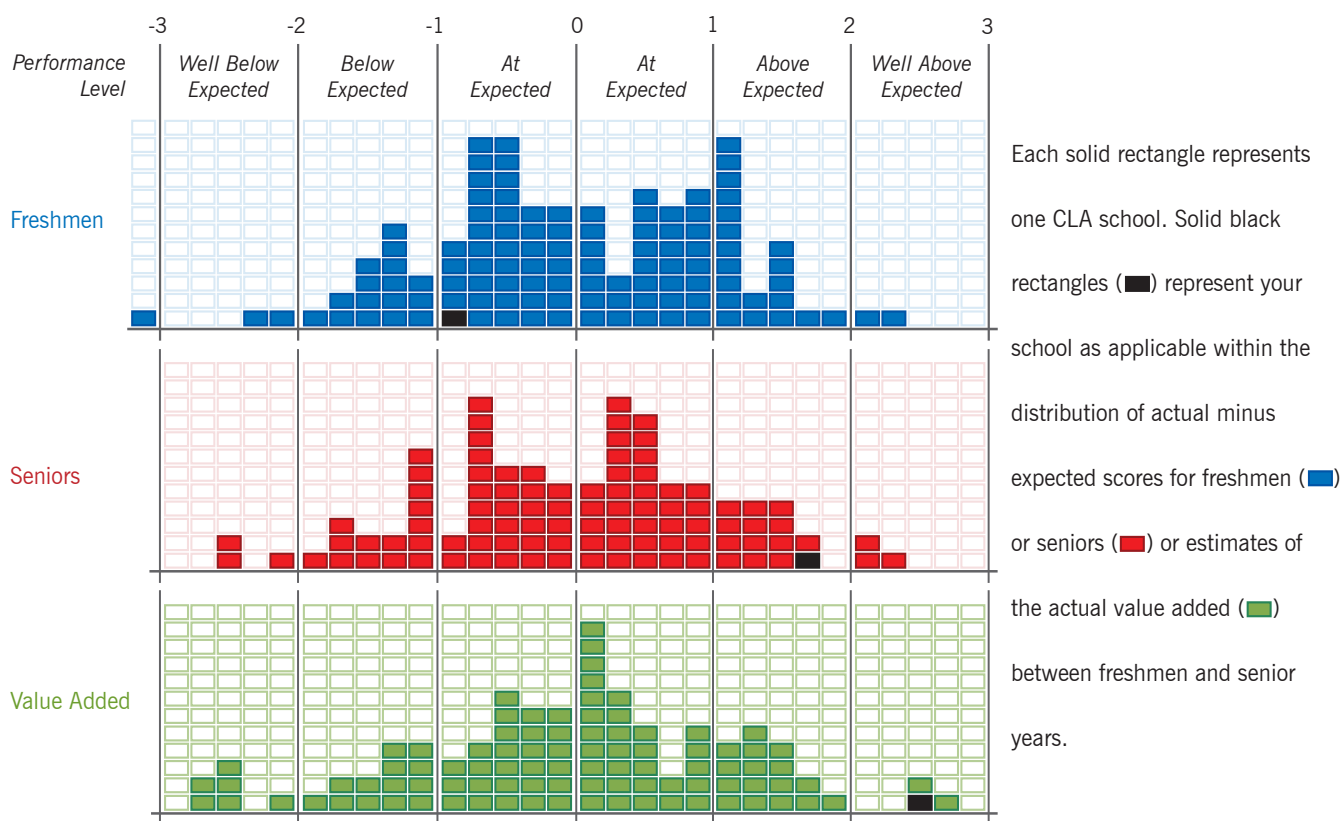 -3 -2 -1 0 1 2 3
Performance Level
Well Below Expected
Below Expected
At Expected
At Expected
Above Expected
Well Above Expected
Freshmen
Seniors
Value Added
Each solid rectangle represents
one CLA school. Solid black
rectangles ( ) represent your
school as applicable within the
distribution of actual minus
expected scores for freshmen ( )
or seniors ( ) or estimates of
the actual value added ( )
between freshmen and senior
years.